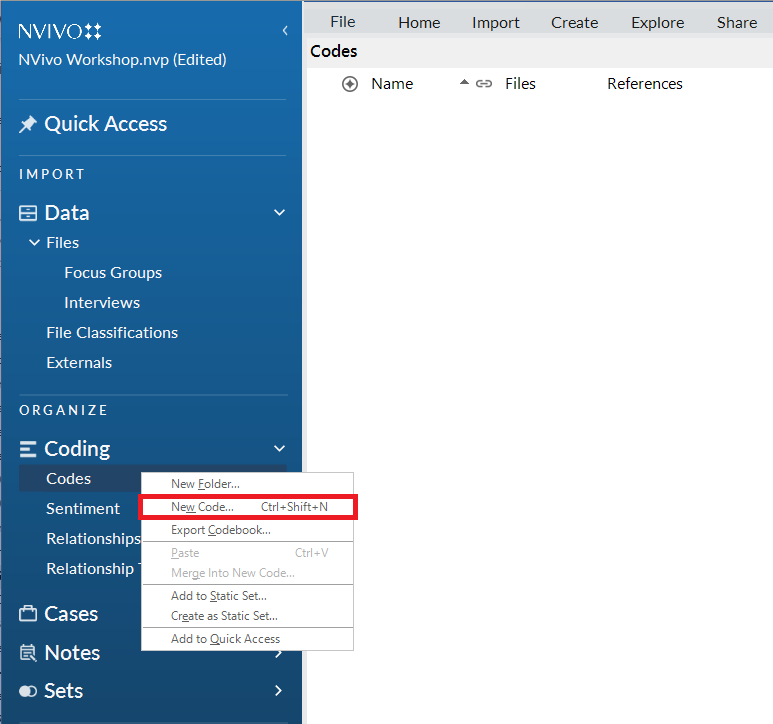 NVIVO
NVivo Workshop.nvp (Edited)
Quick Access
IMPORT
Data
Files
Focus Groups
Interviews
File Classifications
Externals
ORGANIZE
Coding
Codes
Sentiment
Relationships
Relationship
Cases
Notes
Sets
File Home Import Create Explore Share
Codes
Name Files References
New Folder...
New Code... Ctrl+Shift+N
Export Codebook...
Paste Ctrl+V
Merge Into New Code...
Add to Static Set...
Create as Static Set...
Add to Quick Access